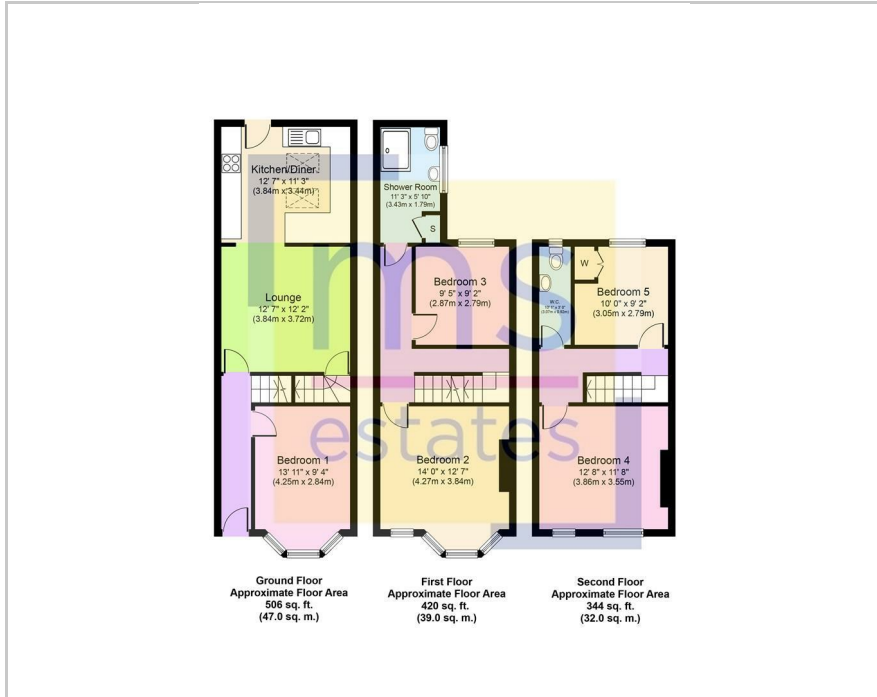 Kitchen/Diner
12' 7" x 11' 3"
(3.84m x 3.44m)
Lounge
12' 7" x 12' 2"
(3.84m x 3.72m)
Bedroom 1
13' 11" x 9' 4"
(4.25m x 2.84m)
Ground Floor
Approximate Floor Area
506 sq. ft.
(47.0 sq. m.)
Shower Room
11' 3" x 5' 10"
(3.43m x 1.79m)
S
Bedroom 3
9' 5" x 9' 2"
(2.87m x 2.79m)
Bedroom 2
14' 0" x 12' 7"
(4.27m x 3.84m)
First Floor
Approximate Floor Area
420 sq. ft.
(39.0 sq. m.)
W
W.C.
Bedroom 5
10' 0" x 9' 2"
(3.05m x 2.79m)
Bedroom 4
12' 8" x 11' 8"
(3.86m x 3.55m)
Second Floor
Approximate Floor Area
344 sq. ft.
(32.0 sq. m.)
ms
estates